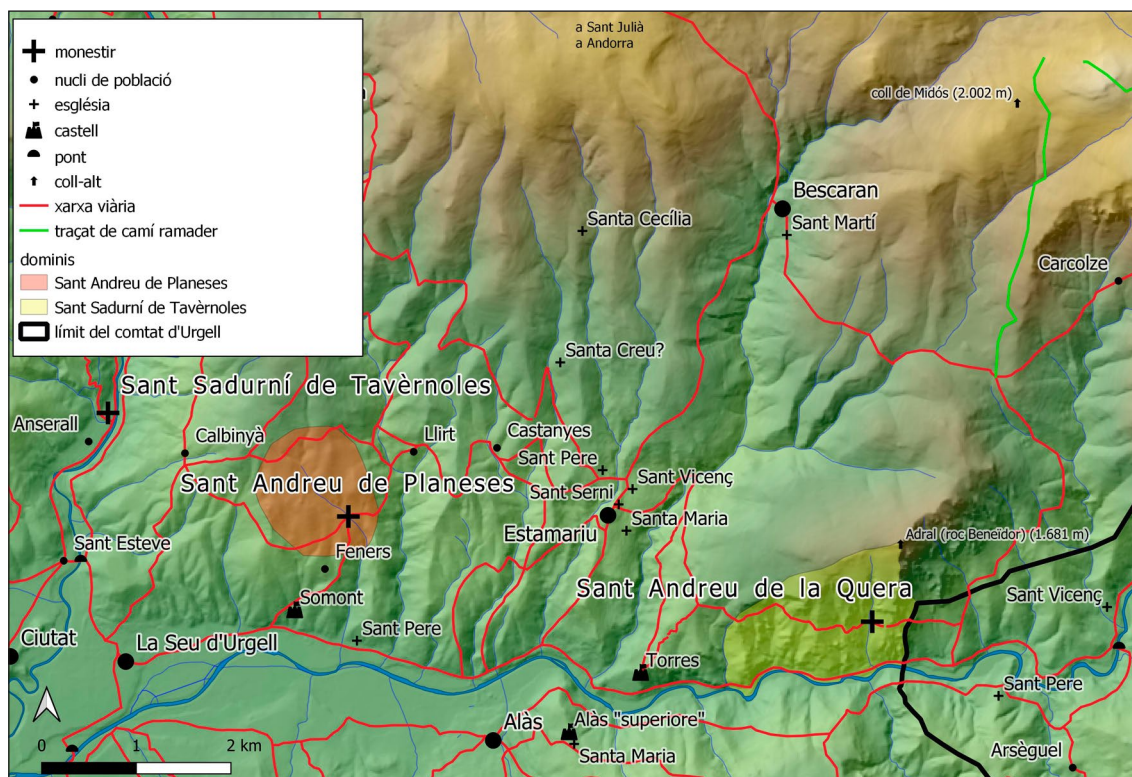 monestir
nucli de població
església
castell
pont
coll-alt
xarxa viària
traçat de camí ramader
dominis
Sant Andreu de Planeses
Sant Sadurní de Tavèrnoles
límit del comtat d'Urgell
a Sant Julià
a Andorra
coll de Midós (2.002 m)
Bescaran
Sant Martí
Santa Cecília
Carcolze
Santa Creu?
Sant Sadurní de Tavèrnoles
Anserall
Calbinyà
Llirt
Castanyes
Sant Pere
Sant Vicenç
Sant Andreu de Planeses
Sant Serni
Santa Maria
Estamariu
Adral (roc Beneïdor) (1.681 m)
Sant Esteve
Feners
Sant Andreu de la Quera
Sant Vicenç
Somont
Ciutat
La Seu d'Urgell
Sant Pere
Torres
Sant Pere
Alàs
Alàs "superiore"
Santa Maria
Arsèguel
0 1 2 km